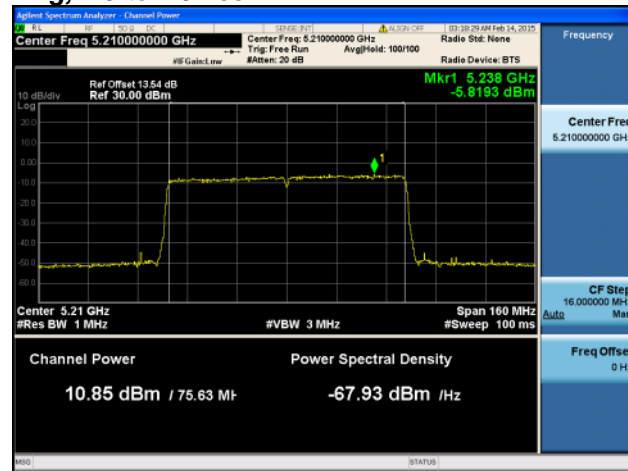 Agilent Spectrum Analyzer - Channel Power
RL RF 50 Ω DC SENSE:INT ALIGN OFF 03:18:29 AM Feb 14, 2015
Center Freq 5.210000000 GHz
Center Freq: 5.210000000 GHz
Radio Std: None
Trig: Free Run Avg|Hold: 100/100
#IFGain:Low #Atten: 20 dB Radio Device: BTS
Frequency
Mkr1 5.238 GHz
-5.8193 dBm
Ref Offset 13.54 dB
10 dB/div Ref 30.00 dBm
Log
20.0
10.0
0.00
-10.0
-20.0
-30.0
-40.0
-50.0
-60.0
1
Center 5.21 GHz Span 160 MHz
#Res BW 1 MHz #VBW 3 MHz #Sweep 100 ms
Channel Power Power Spectral Density
10.85 dBm / 75.63 MH -67.93 dBm /Hz
Center Freq
5.210000000 GH
CF Step
16.000000 MH
Auto Mar
Freq Offse
0 H
MSG STATUS